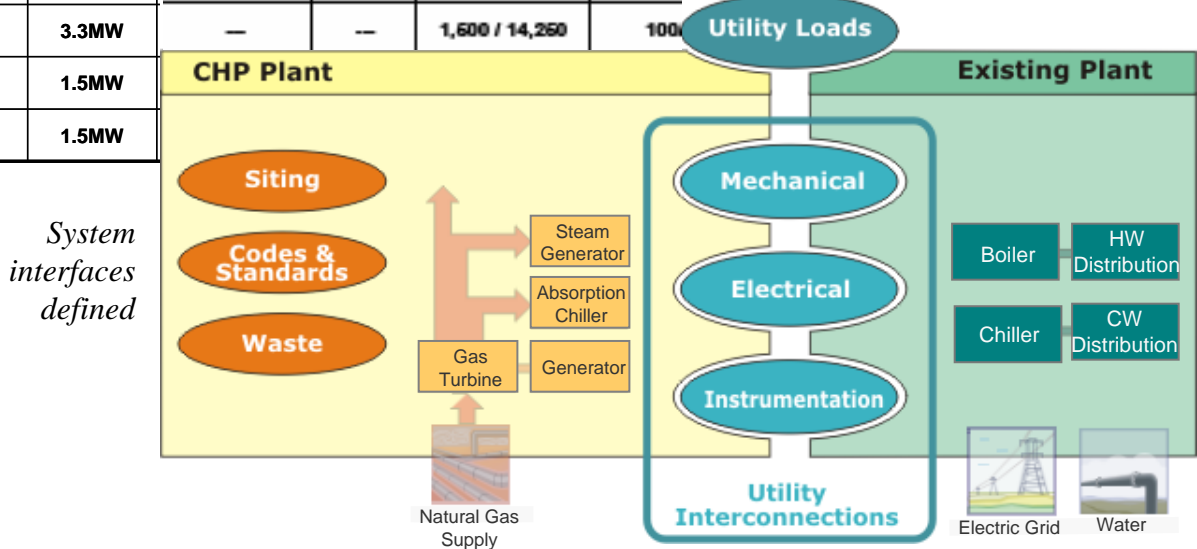 3.3MW --- --- 1,500 / 14,250
1.5MW
1.5MW
Utility Loads
CHP Plant
Existing Plant
System
interfaces
defined
Siting
Codes &
Standards
Waste
Steam
Generator
Absorption
Chiller
Gas
Turbine
Generator
Natural Gas
Supply
Mechanical
Electrical
Instrumentation
Utility
Interconnections
Boiler
HW
Distribution
Chiller
CW
Distribution
Electric Grid
Water